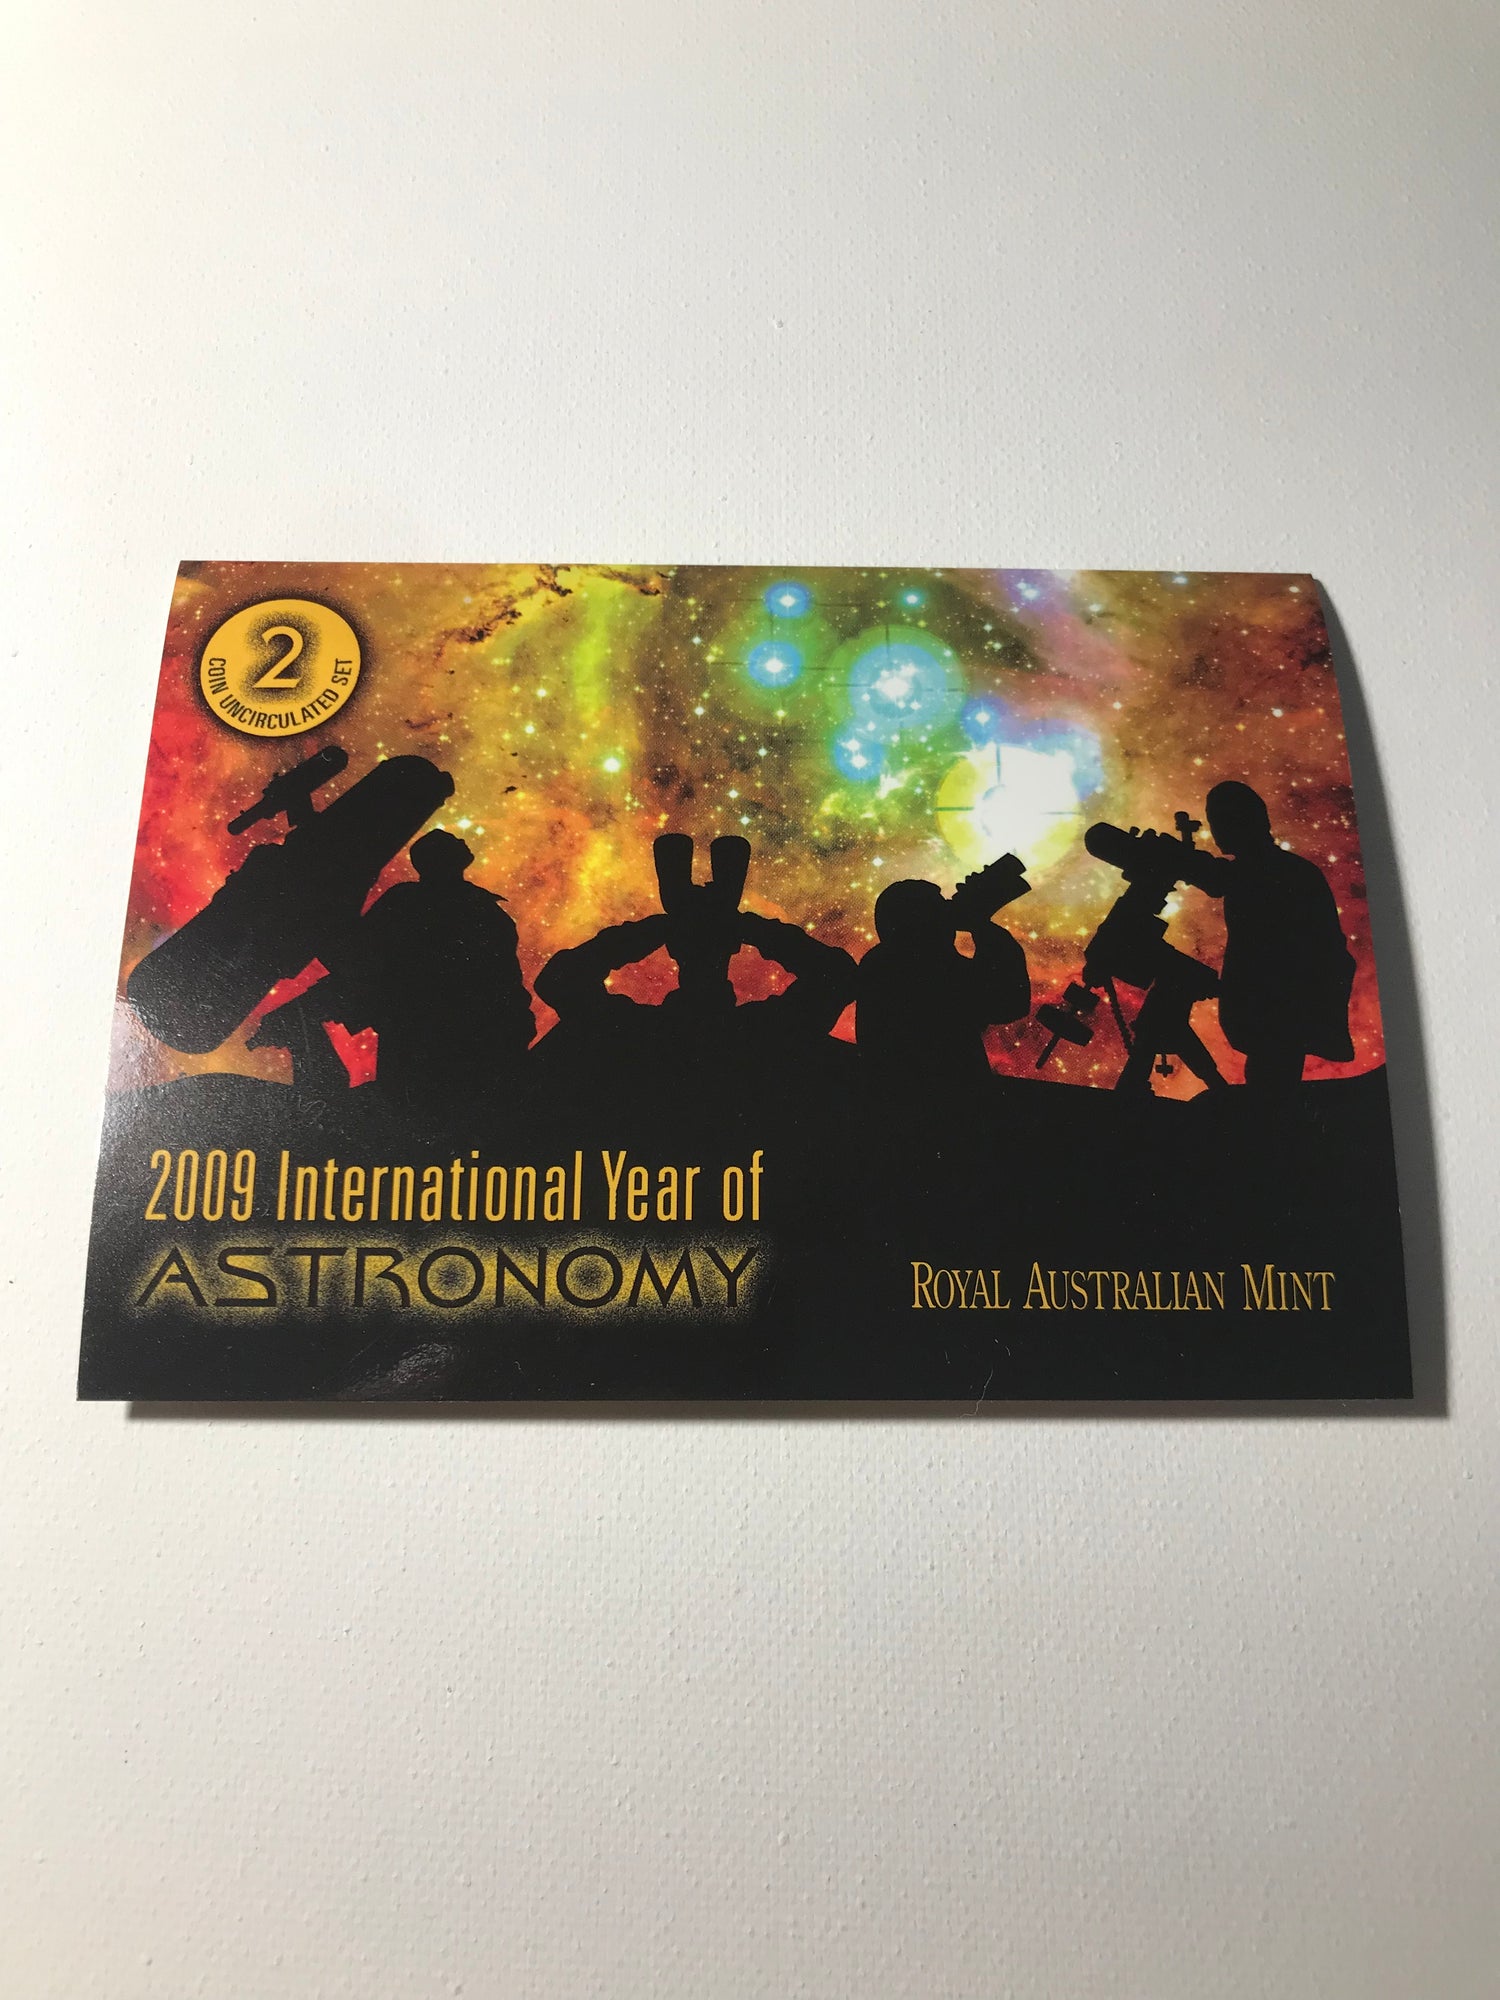 2
COIN UNCIRCULATED SET
2009 International Year of
ASTRONOMY
ROYAL AUSTRALIAN MINT